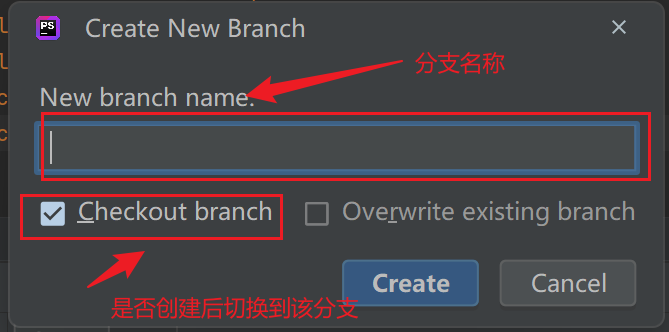 PS
Create New Branch
分支名称
New branch name:
Checkout branch
Overwrite existing branch
Create
Cancel
是否创建后切换到该分支